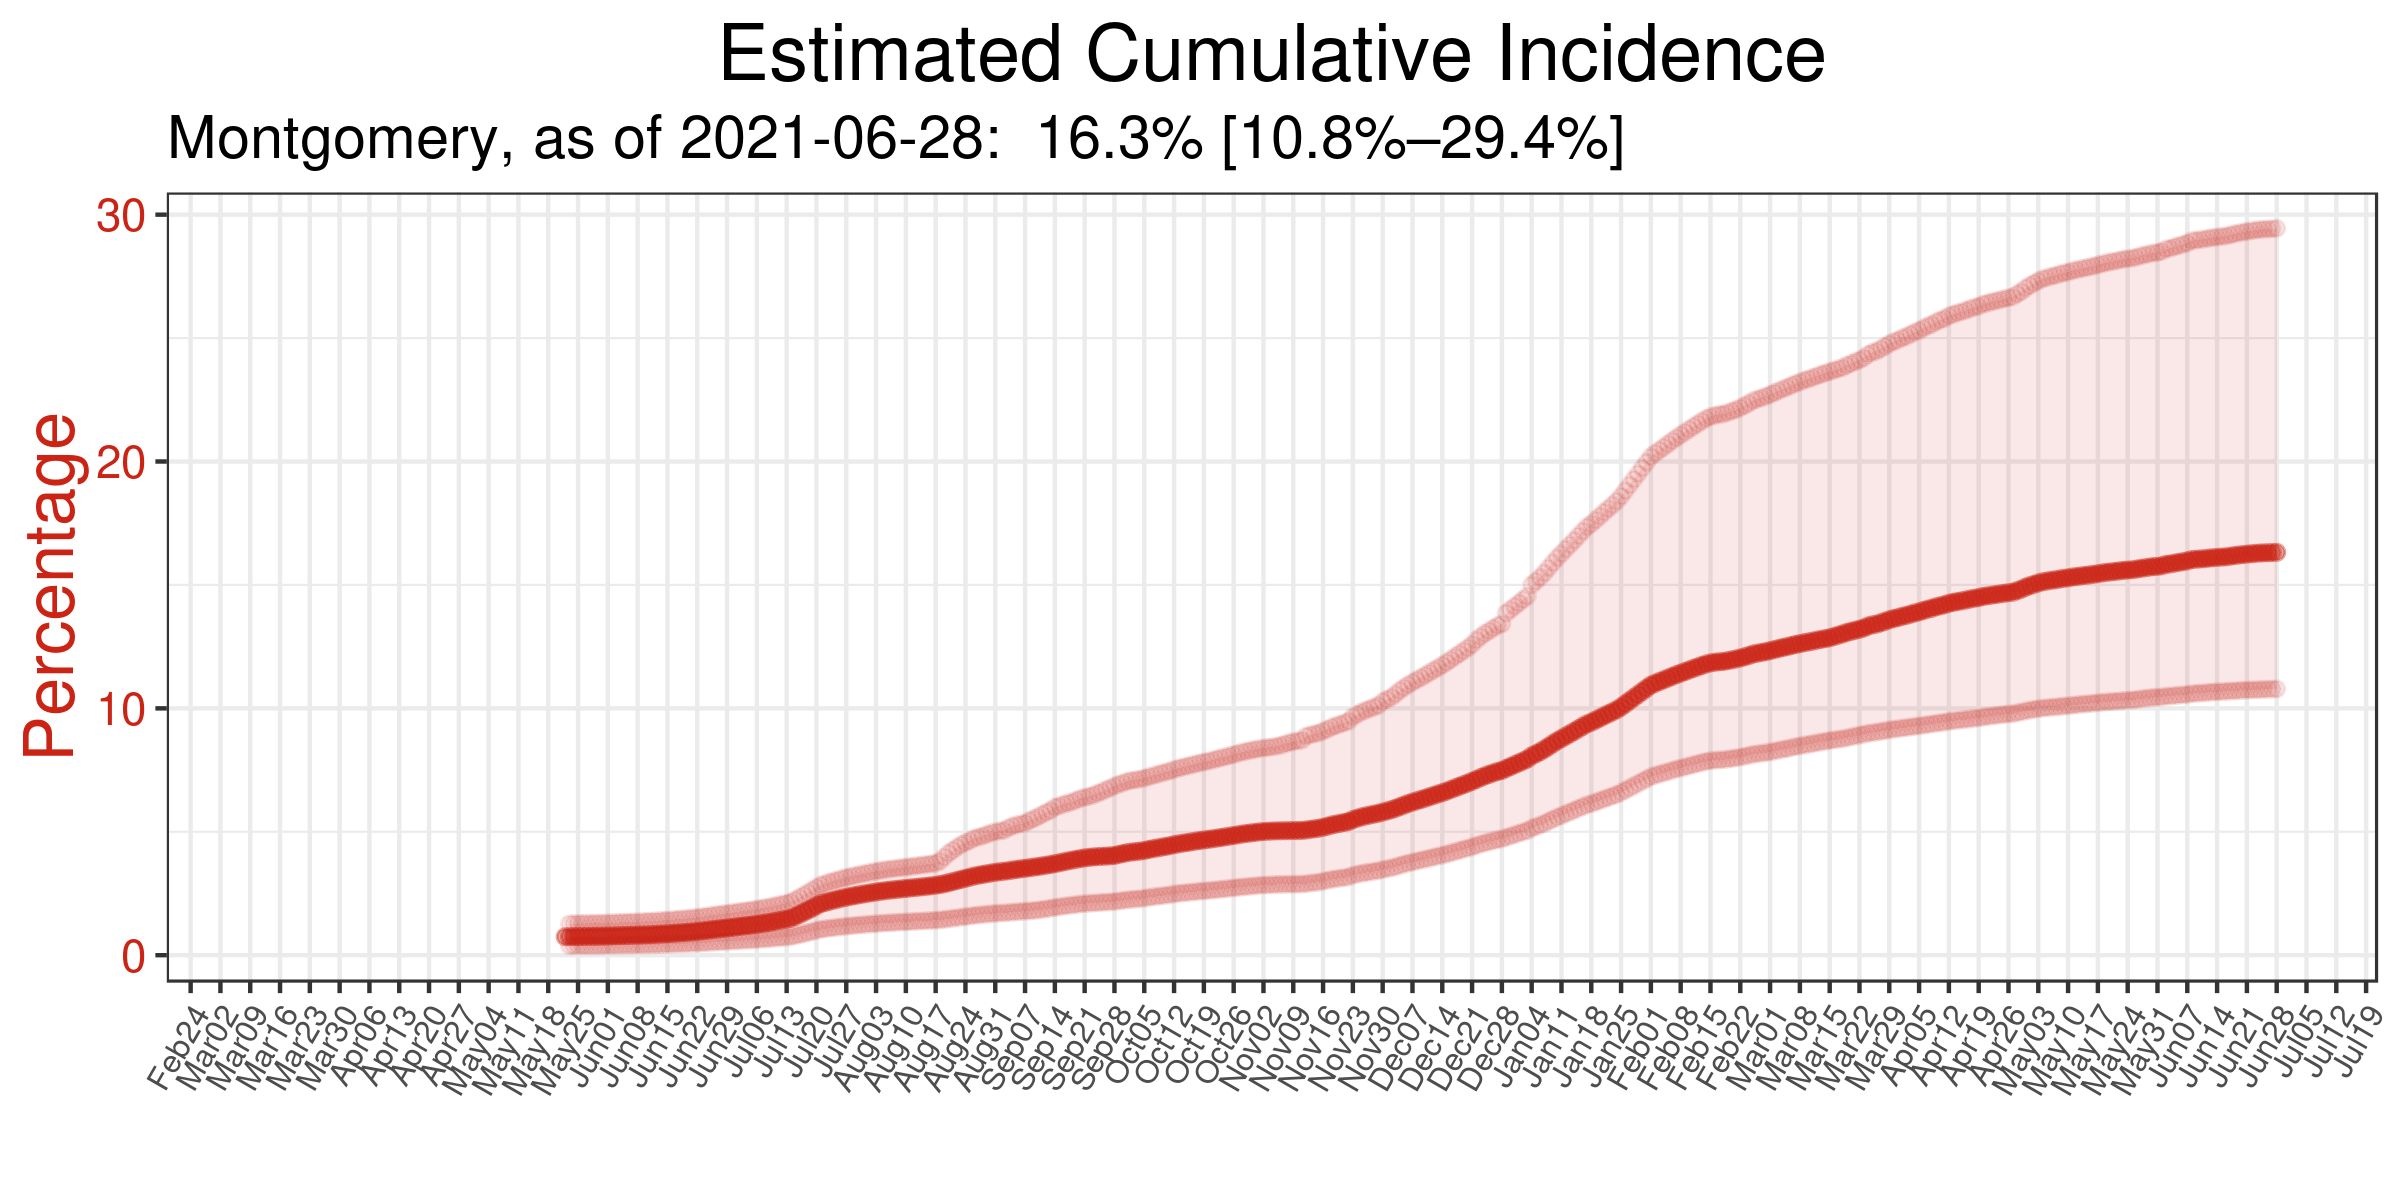 Estimated Cumulative Incidence
Montgomery, as of 2021-06-28:  16.3% [10.8%–29.4%]
Percentage
30
20
10
0
Feb24
Mar02
Mar09
Mar16
Mar23
Mar30
Apr06
Apr13
Apr20
Apr27
May04
May11
May18
May25
Jun01
Jun08
Jun15
Jun22
Jun29
Jul06
Jul13
Jul20
Jul27
Aug03
Aug10
Aug17
Aug24
Aug31
Sep07
Sep14
Sep21
Sep28
Oct05
Oct12
Oct19
Oct26
Nov02
Nov09
Nov16
Nov23
Nov30
Dec07
Dec14
Dec21
Dec28
Jan04
Jan11
Jan18
Jan25
Feb01
Feb08
Feb15
Feb22
Mar01
Mar08
Mar15
Mar22
Mar29
Apr05
Apr12
Apr19
Apr26
May03
May10
May17
May24
May31
Jun07
Jun14
Jun21
Jun28
Jul05
Jul12
Jul19